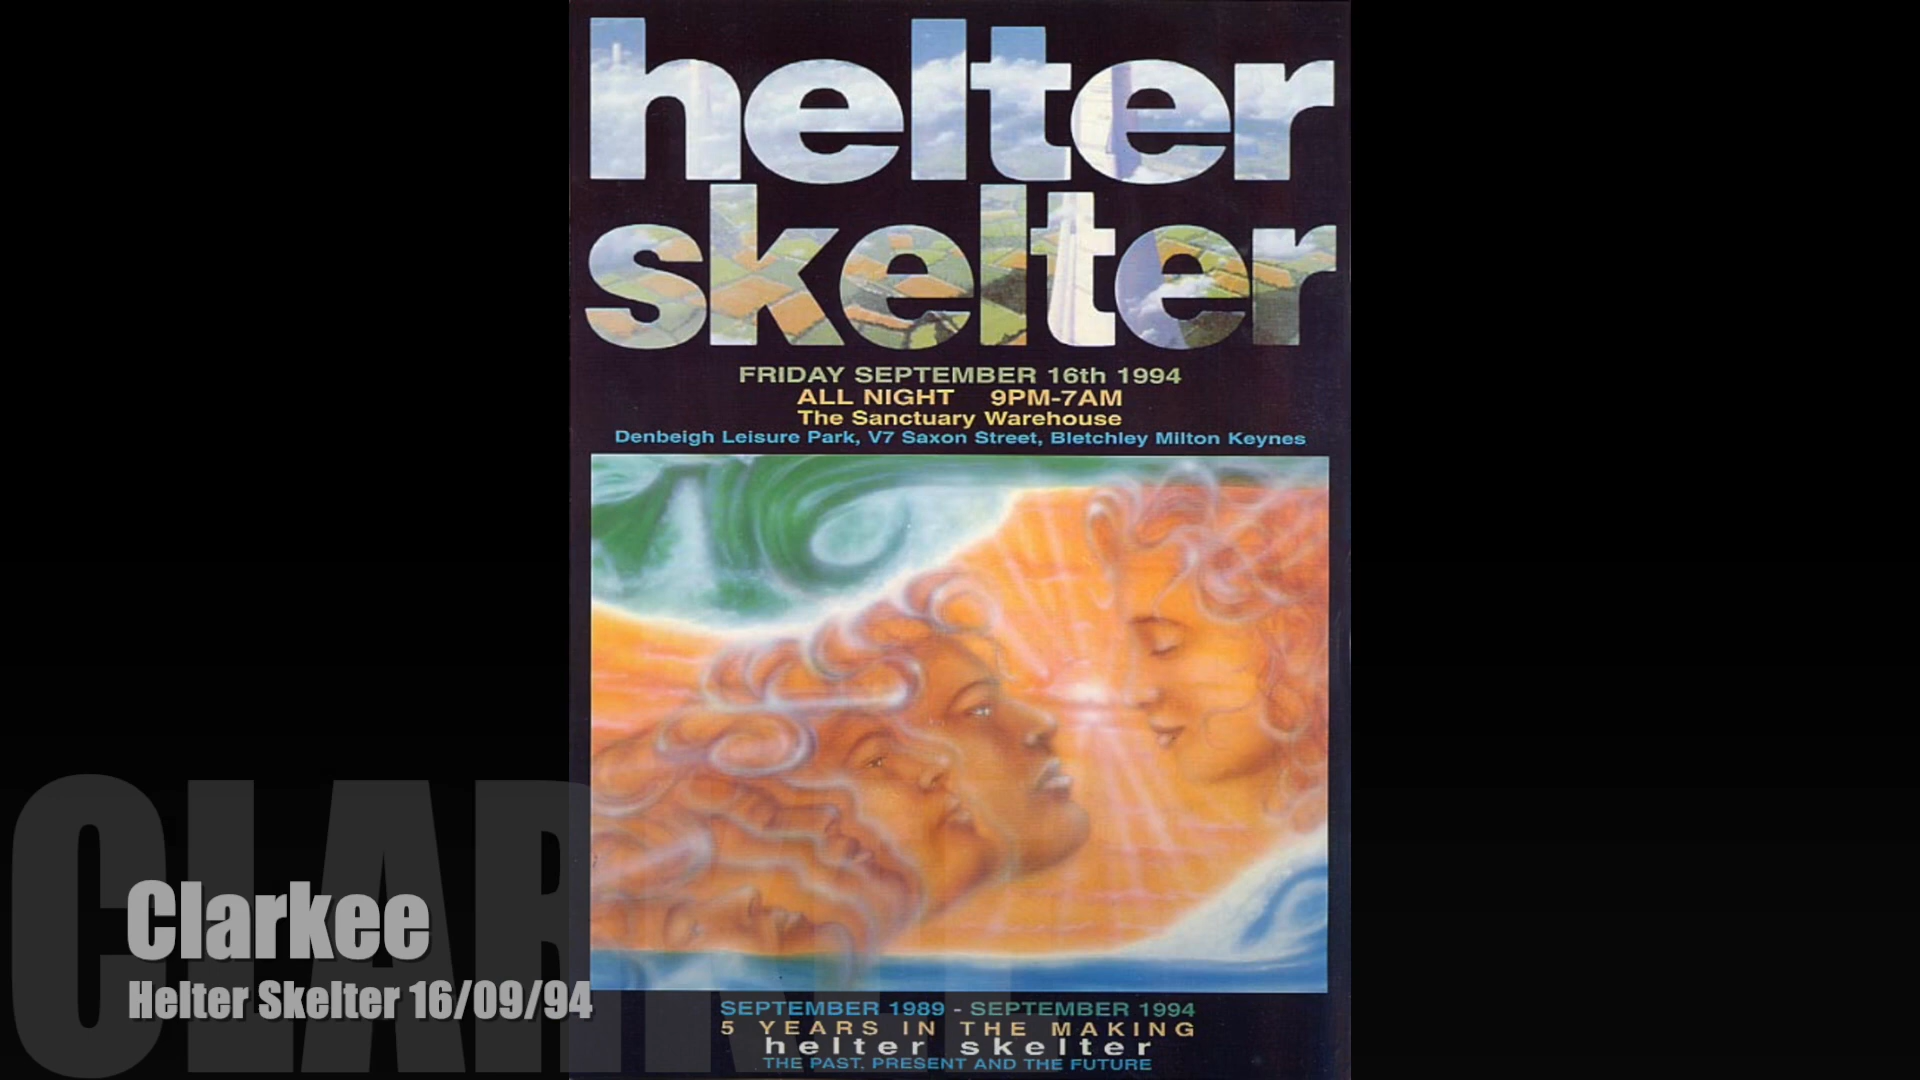 helter
skelter
FRIDAY SEPTEMBER 16th 1994
ALL NIGHT 9PM-7AM
The Sanctuary Warehouse
Denbeigh Leisure Park, V7 Saxon Street, Bletchley Milton Keynes
SEPTEMBER 1989 - SEPTEMBER 1994
5 YEARS IN THE MAKING
helter skelter
THE PAST. PRESENT AND THE FUTURE
Clarkee
Helter Skelter 16/09/94